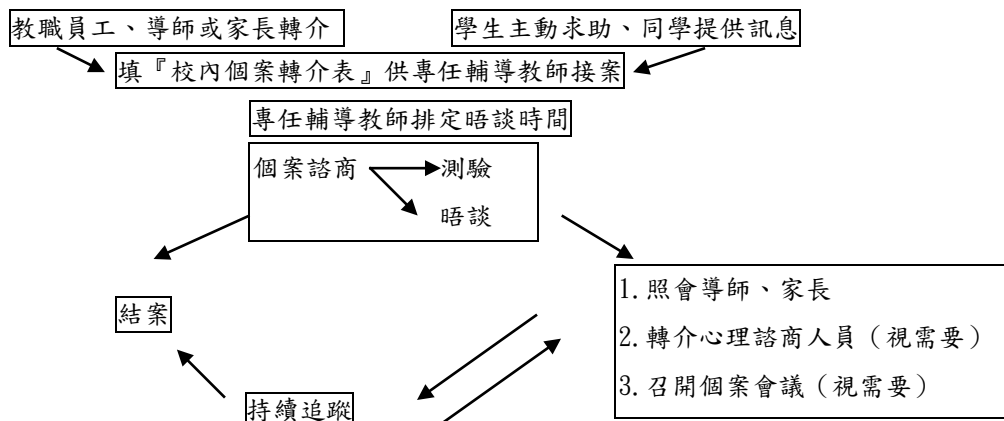 教職員工、導師或家長轉介
學生主動求助、同學提供訊息
填『校內個案轉介表』供專任輔導教師接案
專任輔導教師排定晤談時間
個案諮商
測驗
晤談
1.照會導師、家長
2.轉介心理諮商人員（視需要）
3.召開個案會議（視需要）
結案
持續追蹤